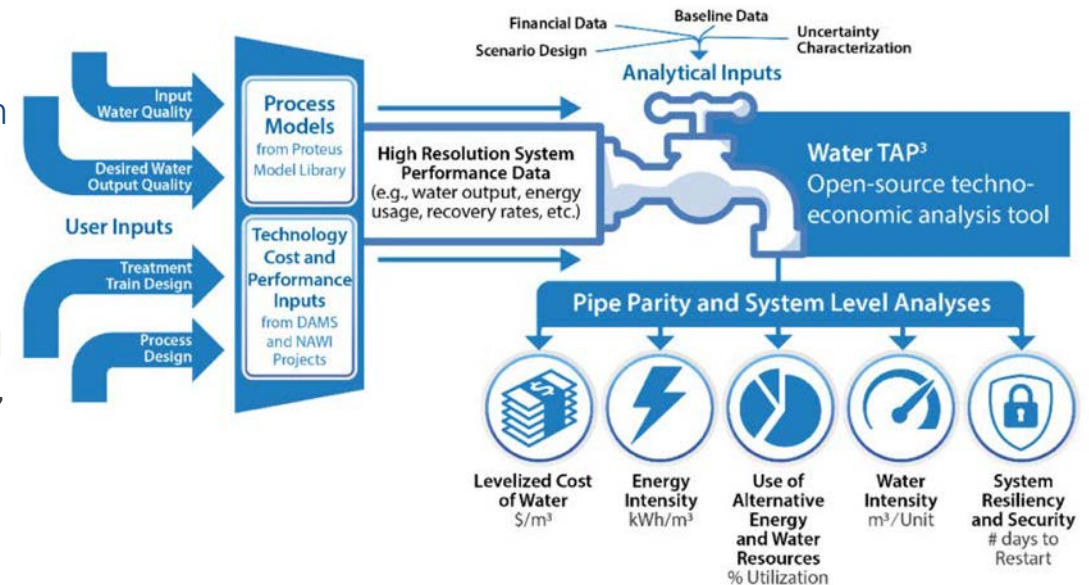 Financial Data
Baseline Data
Scenario Design
Uncertainty
Characterization
Analytical Inputs
Input
Water Quality
Desired Water
Output Quality
User Inputs
Treatment
Train Design
Process
Design
Process
Models
from Proteus
Model Library
Technology
Cost and
Performance
Inputs
from DAMS
and NAWI
Projects
High Resolution System
Performance Data
(e.g., water output, energy
usage, recovery rates, etc.)
Water TAP³
Open-source techno-
economic analysis tool
Pipe Parity and System Level Analyses
Levelized Cost
of Water
$/m³
Energy
Intensity
kWh/m³
Use of
Alternative
Energy
and Water
Resources
% Utilization
Water
Intensity
m³/Unit
System
Resiliency
and Security
# days to
Restart